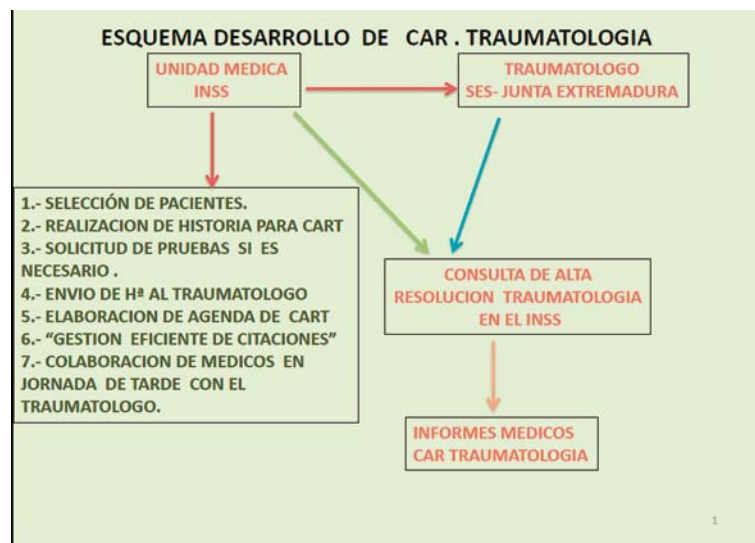 ESQUEMA DESARROLLO DE CAR . TRAUMATOLOGIA
UNIDAD MEDICA
INSS
TRAUMATOLOGO
SES- JUNTA EXTREMADURA
1.- SELECCIÓN DE PACIENTES.
2.- REALIZACION DE HISTORIA PARA CART
3.- SOLICITUD DE PRUEBAS SI ES
NECESARIO .
4.- ENVIO DE Hª AL TRAUMATOLOGO
5.- ELABORACION DE AGENDA DE CART
6.- “GESTION EFICIENTE DE CITACIONES”
7.- COLABORACION DE MEDICOS EN
JORNADA DE TARDE CON EL
TRAUMATOLOGO.
CONSULTA DE ALTA
RESOLUCION TRAUMATOLOGIA
EN EL INSS
INFORMES MEDICOS
CAR TRAUMATOLOGIA
1